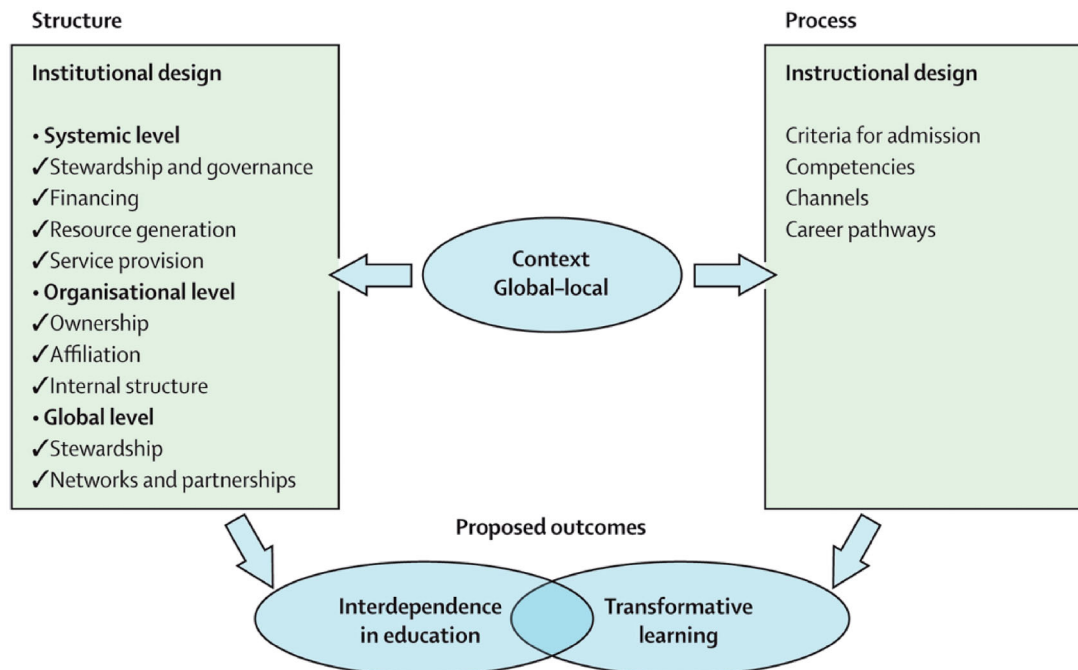 Structure
Institutional design
• Systemic level
✓Stewardship and governance
✓Financing
✓Resource generation
✓Service provision
• Organisational level
✓Ownership
✓Affiliation
✓Internal structure
• Global level
✓Stewardship
✓Networks and partnerships
Context
Global–local
Process
Instructional design
Criteria for admission
Competencies
Channels
Career pathways
Proposed outcomes
Interdependence
in education
Transformative
learning